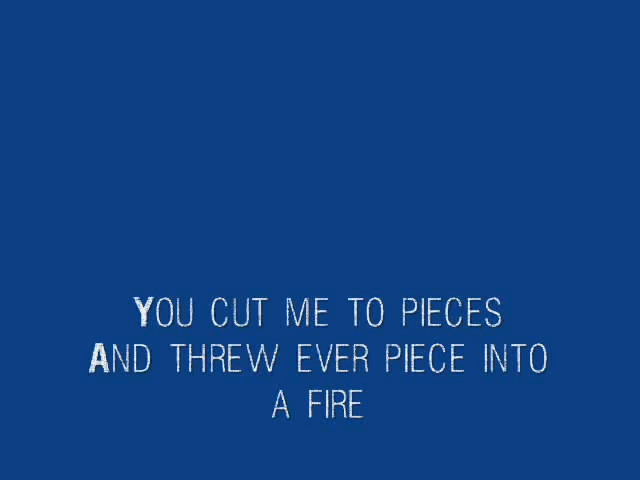 YOU CUT ME TO PIECES
AND THREW EVER PIECE INTO
A FIRE